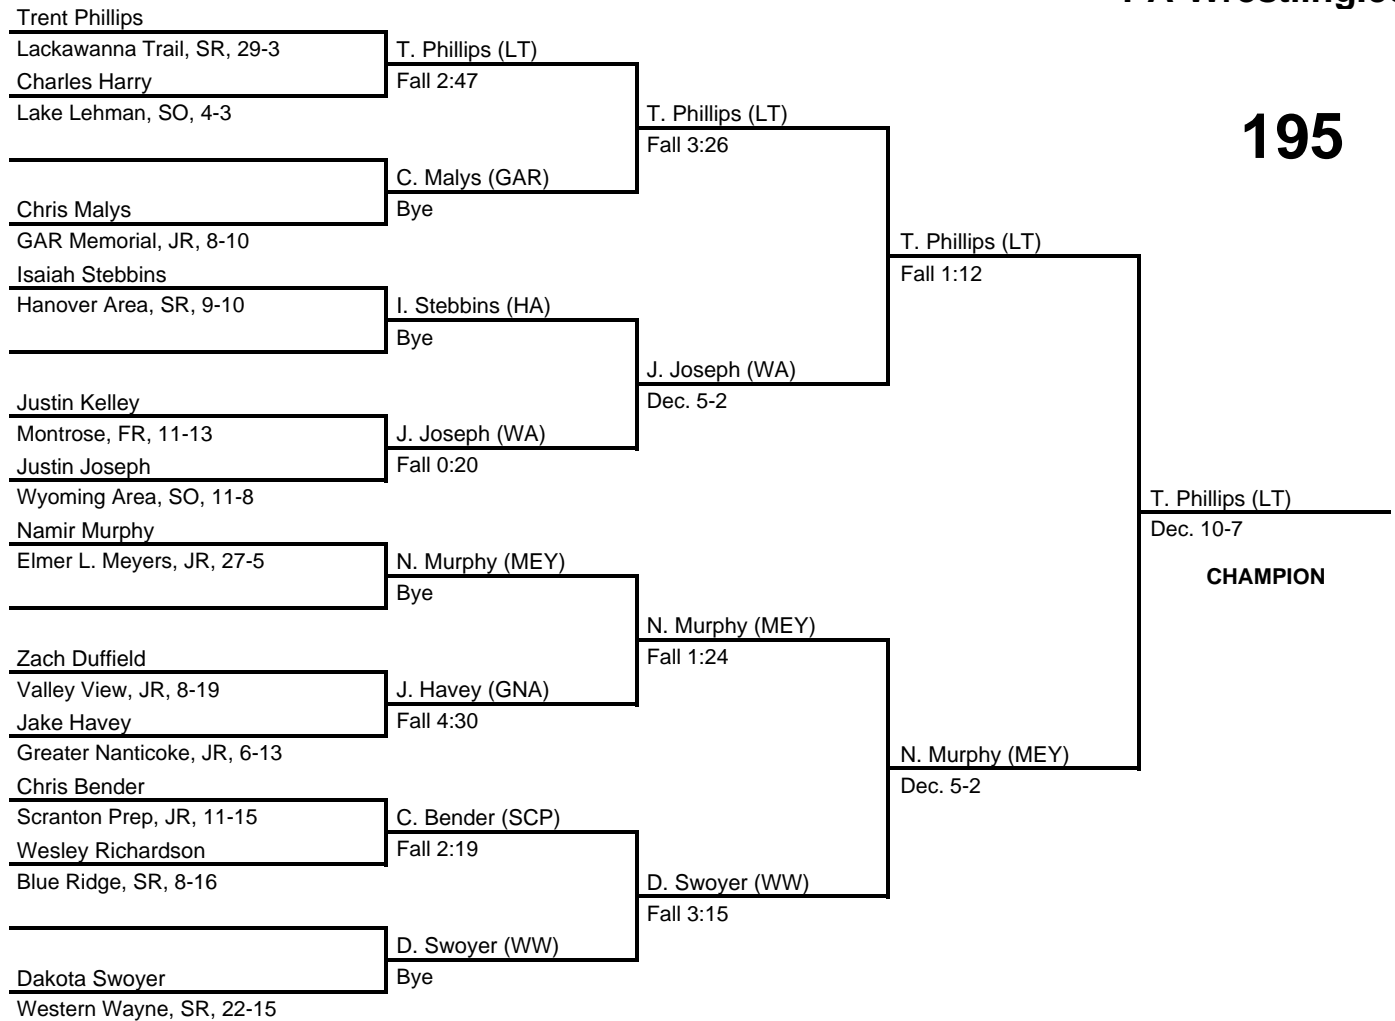 Trent Phillips
Lackawanna Trail, SR, 29-3
Charles Harry
Lake Lehman, SO, 4-3
Chris Malys
GAR Memorial, JR, 8-10
Isaiah Stebbins
Hanover Area, SR, 9-10
Justin Kelley
Montrose, FR, 11-13
Justin Joseph
Wyoming Area, SO, 11-8
Namir Murphy
Elmer L. Meyers, JR, 27-5
Zach Duffield
Valley View, JR, 8-19
Jake Havey
Greater Nanticoke, JR, 6-13
Chris Bender
Scranton Prep, JR, 11-15
Wesley Richardson
Blue Ridge, SR, 8-16
Dakota Swoyer
Western Wayne, SR, 22-15
T. Phillips (LT)
Fall 2:47
C. Malys (GAR)
Bye
I. Stebbins (HA)
Bye
J. Joseph (WA)
Fall 0:20
N. Murphy (MEY)
Bye
J. Havey (GNA)
Fall 4:30
C. Bender (SCP)
Fall 2:19
D. Swoyer (WW)
Bye
T. Phillips (LT)
Fall 3:26
J. Joseph (WA)
Dec. 5-2
N. Murphy (MEY)
Fall 1:24
D. Swoyer (WW)
Fall 3:15
T. Phillips (LT)
Fall 1:12
N. Murphy (MEY)
Dec. 5-2
195
T. Phillips (LT)
Dec. 10-7
CHAMPION